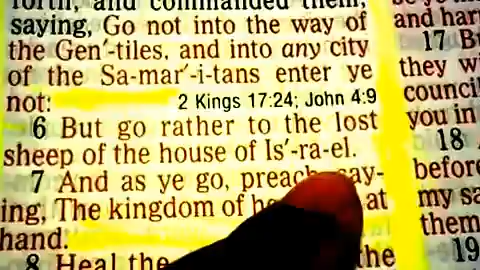 forth, and commanded them,
saying, Go not into the way of
the Gen′-tiles, and into any city
of the Sa-mar′-i-tans enter ye
not: 2 Kings 17:24; John 4:9
6 But go rather to the lost
sheep of the house of Is′-ra-el.
7 And as ye go, preach, say-
ing, The kingdom of at
hand.
8 Heal the the
and har
17 B
they wi
council
you in
18
before
my sa
them
19